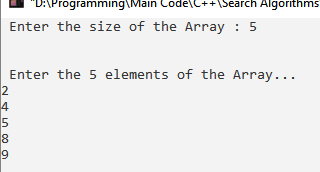 "D:\Programming\Main Code\C++\Search Algorithms
Enter the size of the Array : 5
Enter the 5 elements of the Array...
2
4
5
8
9